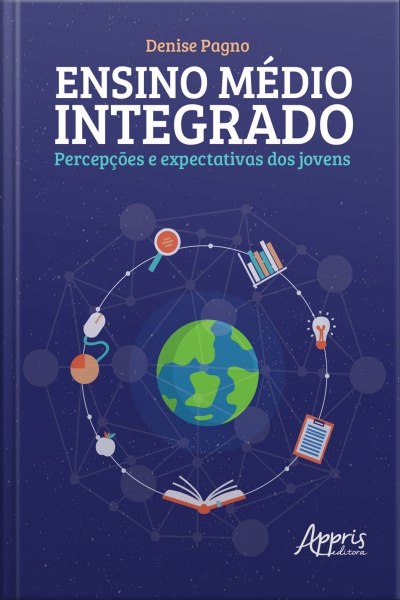 Denise Pagno
ENSINO MÉDIO
INTEGRADO
Percepções e expectativas dos jovens
Appris
editora